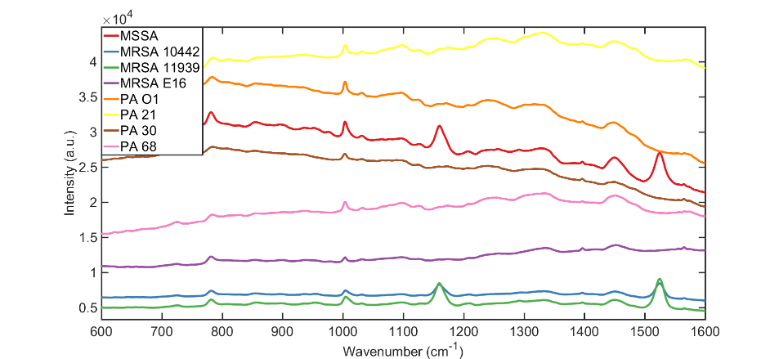 ×10⁴
4
3.5
3
2.5
2
1.5
1
0.5
Intensity (a.u.)
MSSA
MRSA 10442
MRSA 11939
MRSA E16
PA O1
PA 21
PA 30
PA 68
600 700 800 900 1000 1100 1200 1300 1400 1500 1600
Wavenumber (cm⁻¹)